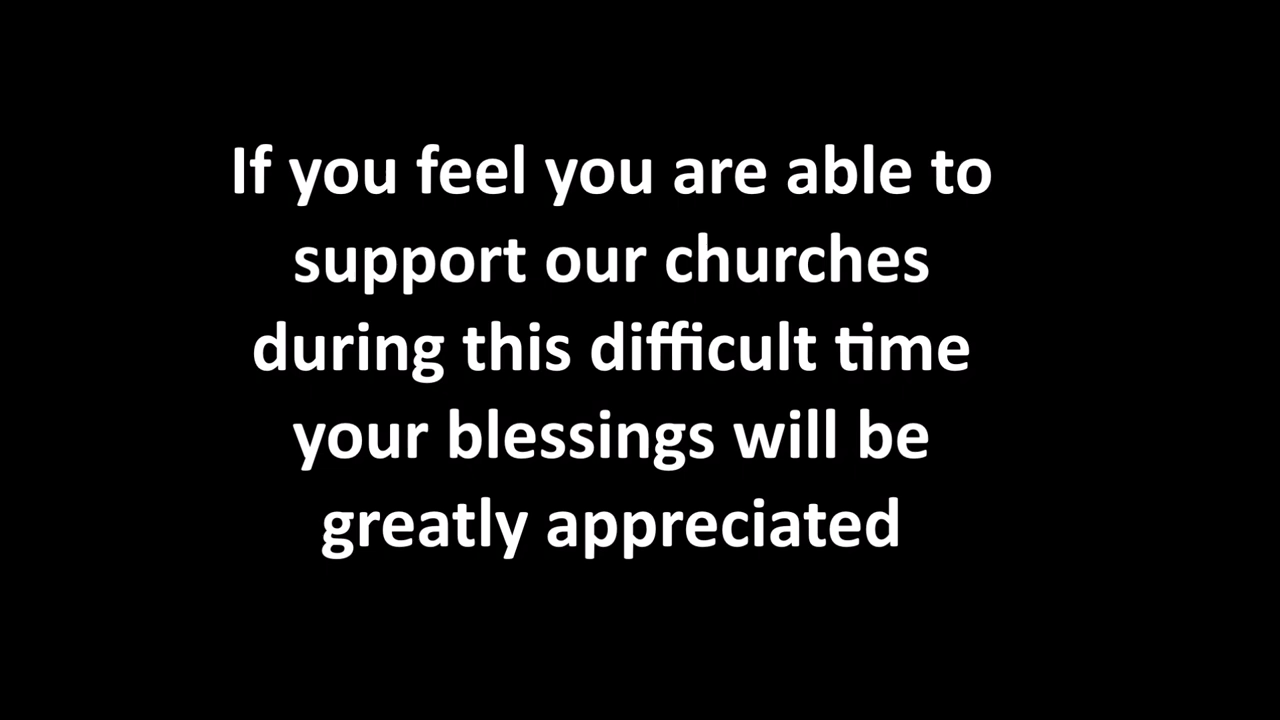 If you feel you are able to
support our churches
during this difficult time
your blessings will be
greatly appreciated